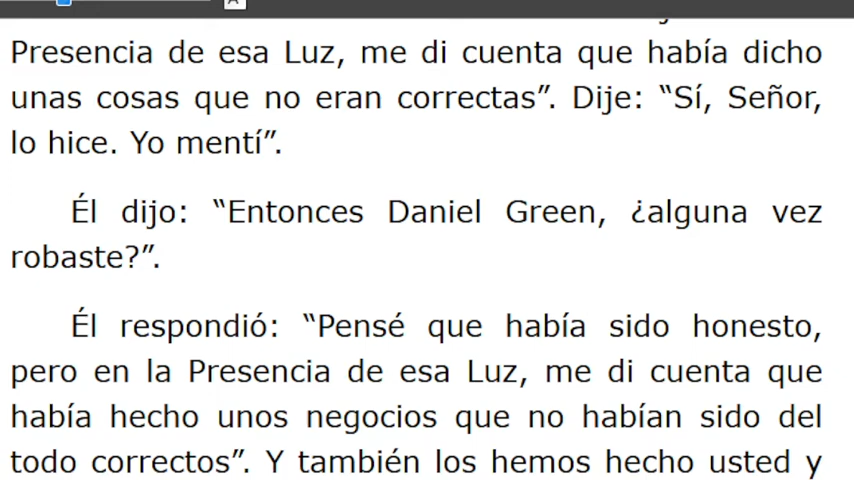 Presencia de esa Luz, me di cuenta que había dicho
unas cosas que no eran correctas”. Dije: “Sí, Señor,
lo hice. Yo mentí”.
Él dijo: “Entonces Daniel Green, ¿alguna vez
robaste?”.
Él respondió: “Pensé que había sido honesto,
pero en la Presencia de esa Luz, me di cuenta que
había hecho unos negocios que no habían sido del
todo correctos”. Y también los hemos hecho usted y